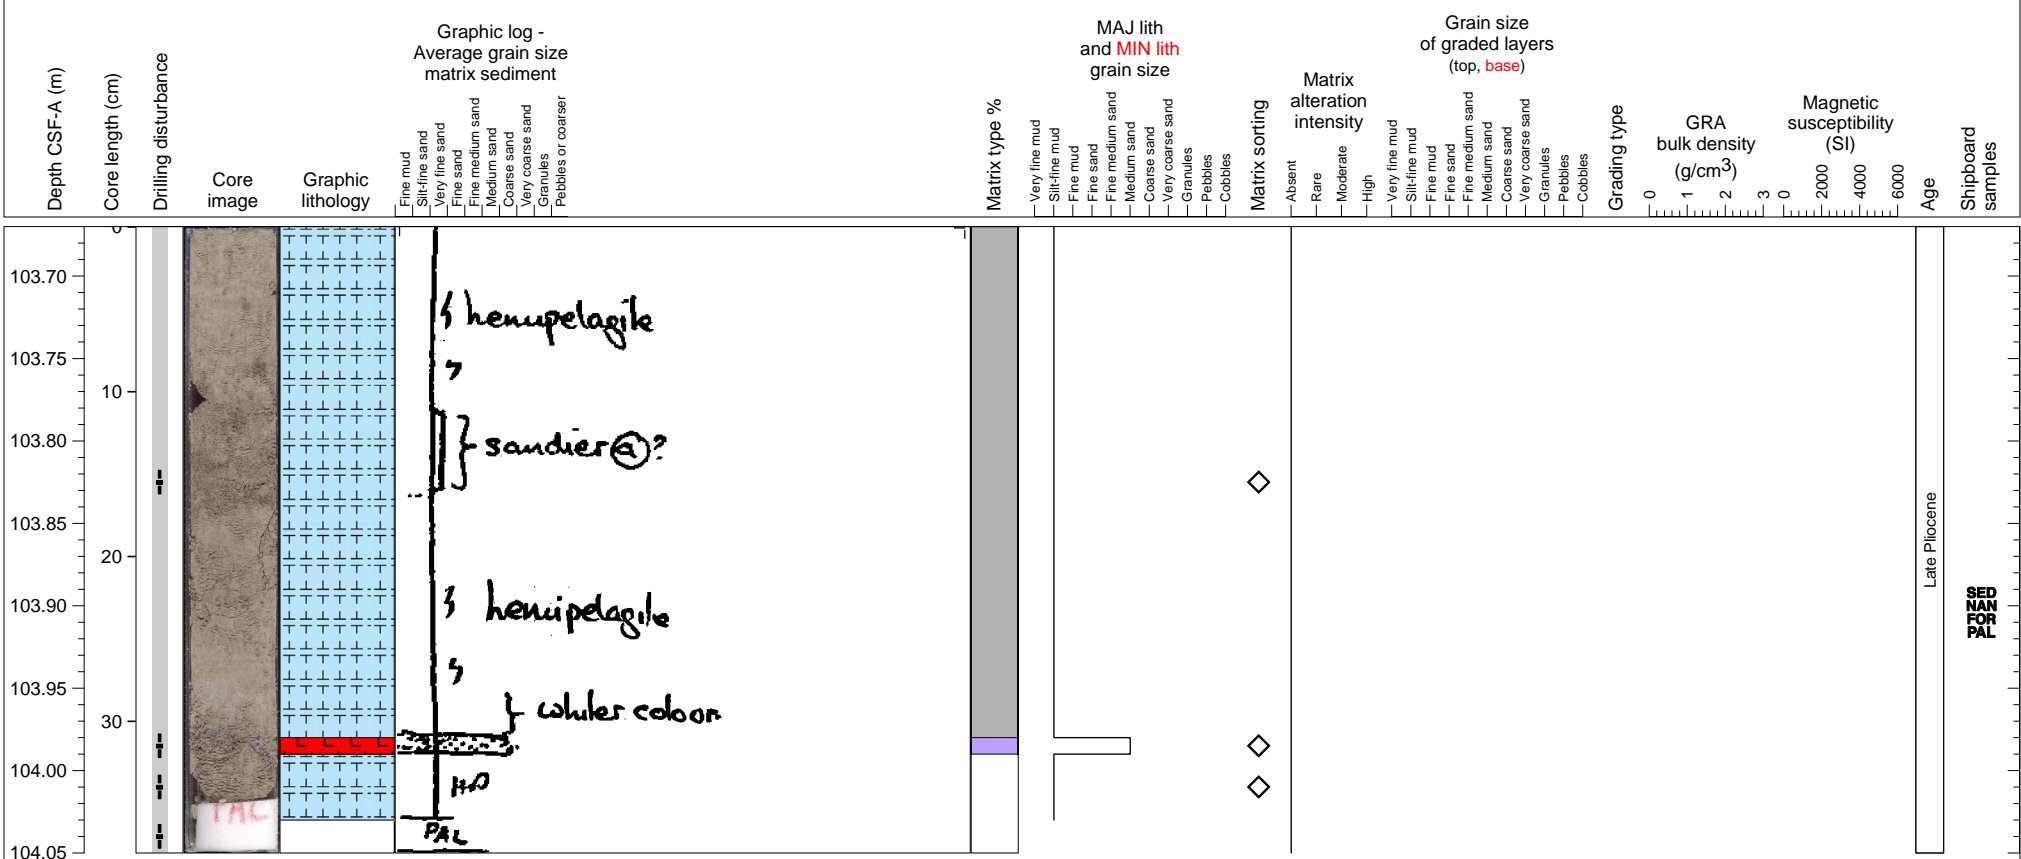 Depth CSF-A (m)
Core length (cm)
Drilling disturbance
Core
image
Graphic
lithology
Graphic log -
Average grain size
matrix sediment
Fine mud
Silt-fine sand
Very fine sand
Fine sand
Fine medium sand
Medium sand
Coarse sand
Very coarse sand
Granules
Pebbles or coarser
Matrix type %
MAJ lith
and MIN lith
grain size
Very fine mud
Silt-fine mud
Fine mud
Fine sand
Fine medium sand
Medium sand
Coarse sand
Very coarse sand
Granules
Pebbles
Cobbles
Matrix sorting
Matrix
alteration
intensity
Absent
Rare
Moderate
High
Grain size
of graded layers
(top, base)
Very fine mud
Silt-fine mud
Fine mud
Fine sand
Fine medium sand
Medium sand
Coarse sand
Very coarse sand
Granules
Pebbles
Cobbles
Grading type
GRA
bulk density
(g/cm3)
0 1 2 3
Magnetic
susceptibility
(SI)
0 2000 4000 6000
Age
Shipboard
samples
0
103.70
hemipelagite
103.75
10
103.80
sandier a?
103.85
20
103.90
hemipelagite
103.95
whiter colour
30
104.00
PAL
PAL
104.05
Late Pliocene
SED
NAN
FOR
PAL